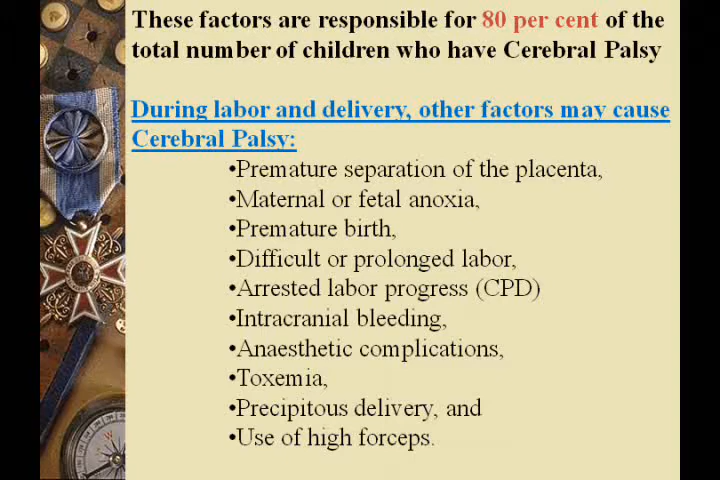 These factors are responsible for 80 per cent of the
total number of children who have Cerebral Palsy
During labor and delivery, other factors may cause
Cerebral Palsy:
•Premature separation of the placenta,
•Maternal or fetal anoxia,
•Premature birth,
•Difficult or prolonged labor,
•Arrested labor progress (CPD)
•Intracranial bleeding,
•Anaesthetic complications,
•Toxemia,
•Precipitous delivery, and
•Use of high forceps.